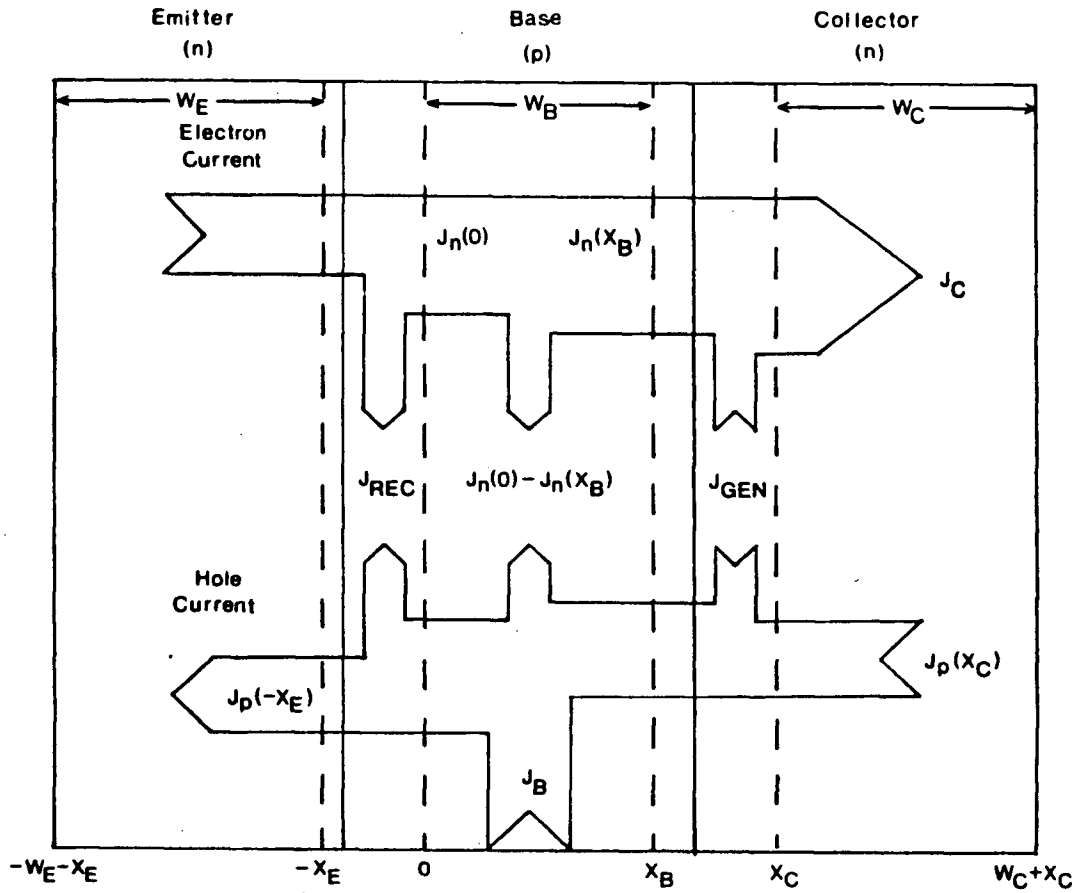 Emitter Base Collector
(n) (p) (n)
W_E W_B W_C
Electron
Current
J_n(0) J_n(X_B)
J_C
J_REC J_n(0) – J_n(X_B) J_GEN
Hole
Current
J_p(X_C)
J_p(-X_E)
J_B
-W_E-X_E -X_E 0 X_B X_C W_C+X_C